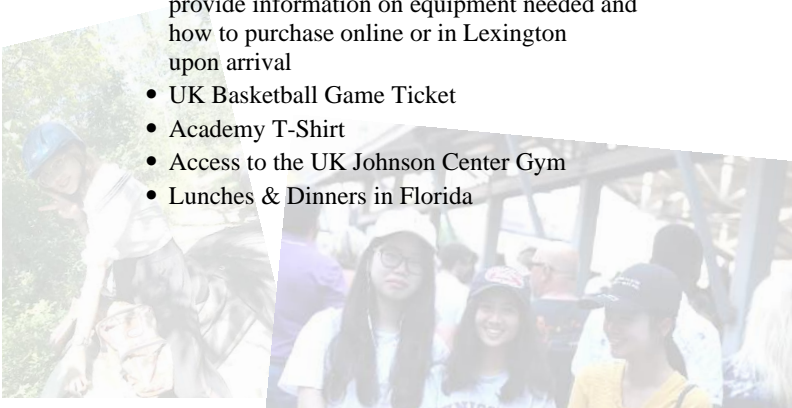 provide information on equipment needed and
how to purchase online or in Lexington
upon arrival
• UK Basketball Game Ticket
• Academy T-Shirt
• Access to the UK Johnson Center Gym
• Lunches & Dinners in Florida